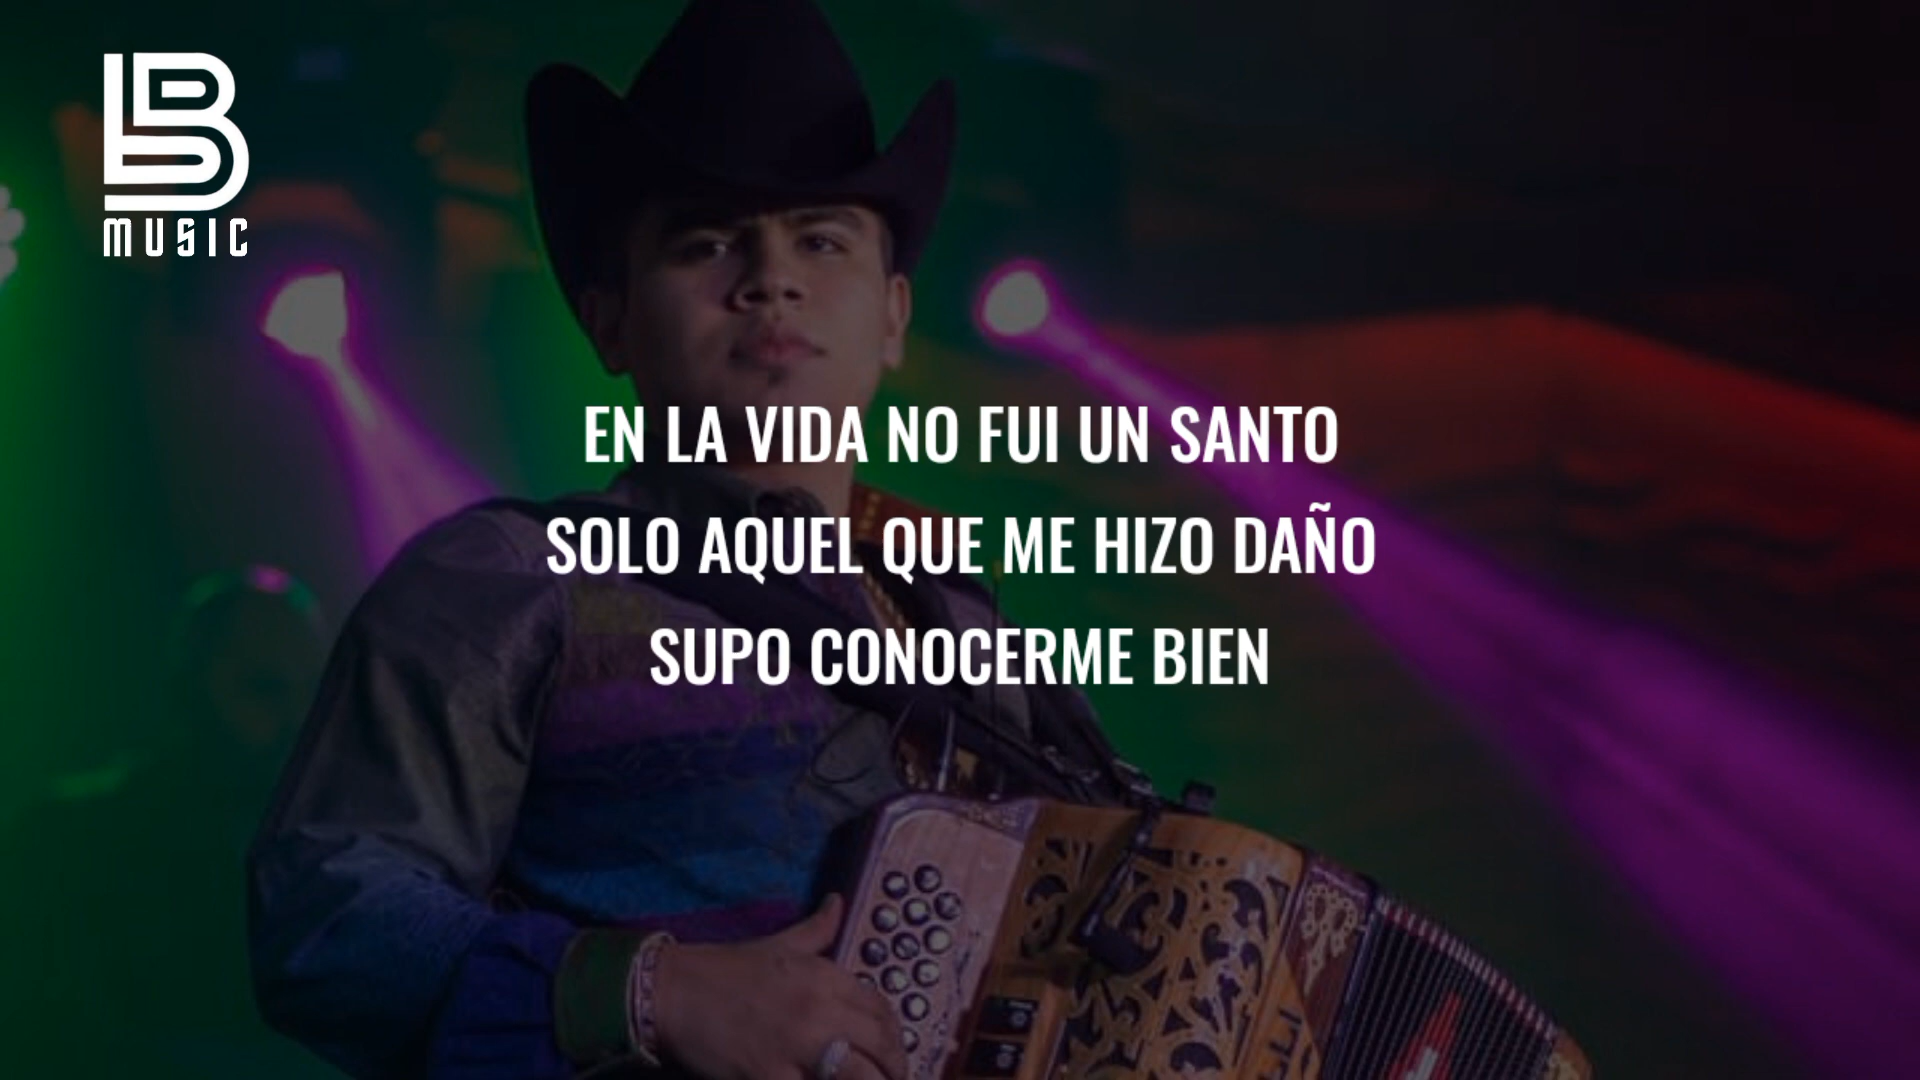 LB
MUSIC
EN LA VIDA NO FUI UN SANTO
SOLO AQUEL QUE ME HIZO DAÑO
SUPO CONOCERME BIEN